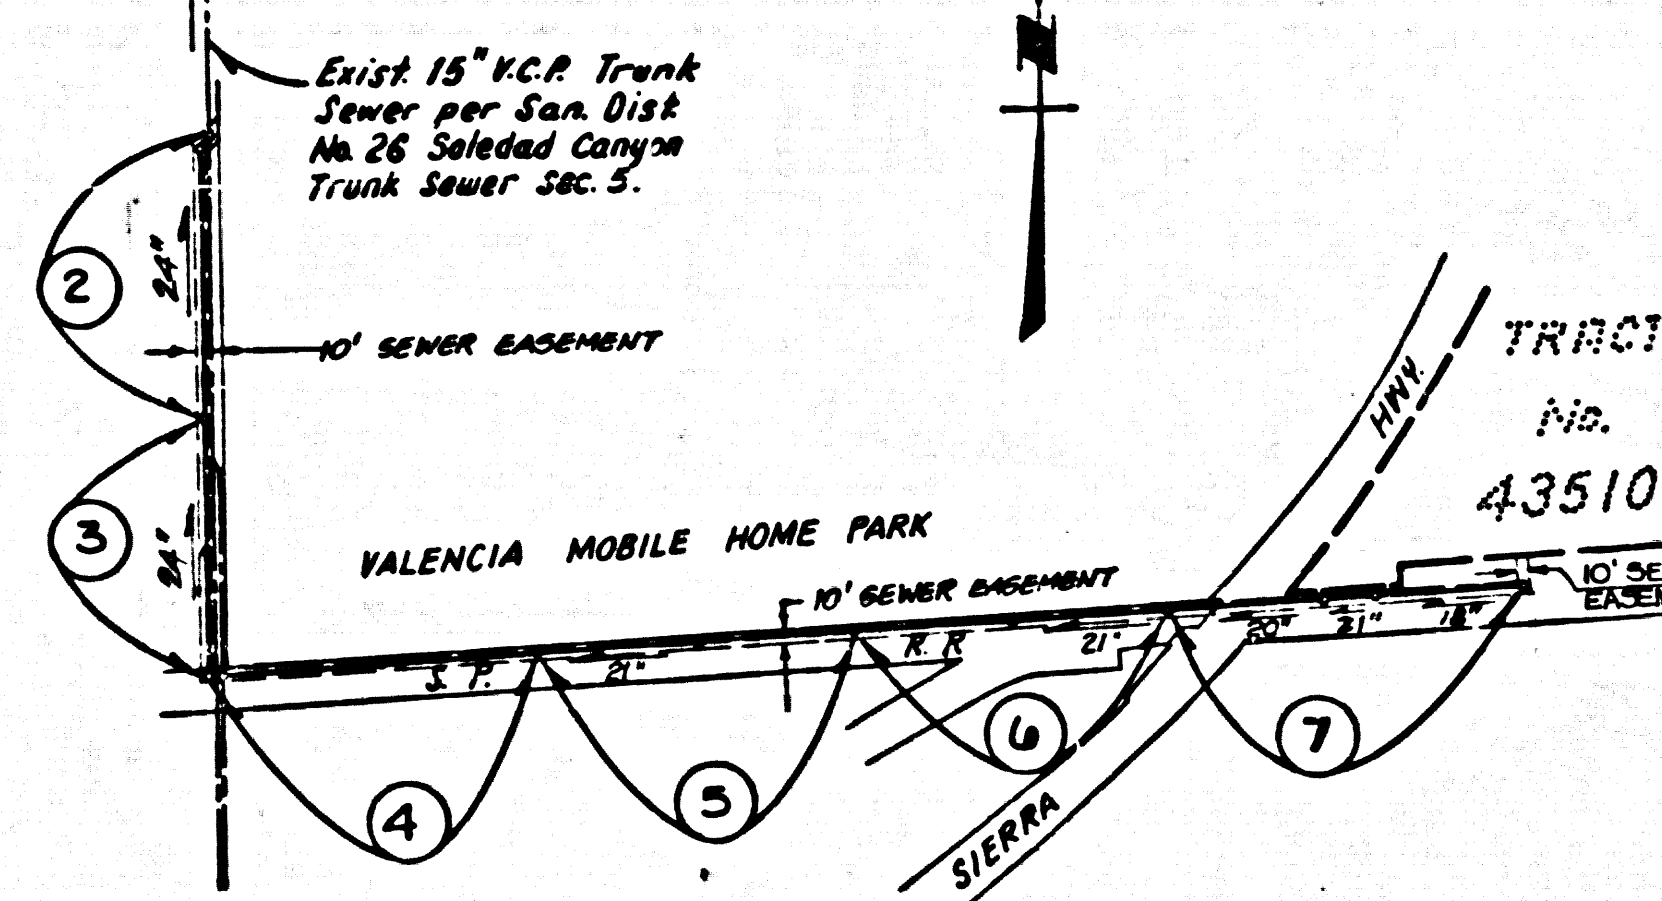 N
Exist. 15" V.C.P. Trunk
Sewer per San. Dist
No. 26 Soledad Canyon
Trunk Sewer Sec. 5.
2
24"
10' SEWER EASEMENT
HWY.
TRACT
No.
43510
3
24"
VALENCIA MOBILE HOME PARK
10' SEWER EASEMENT
10' SE
EASEM
S. P.
21"
R. R
21"
20"
21"
18"
4
5
6
7
SIERRA